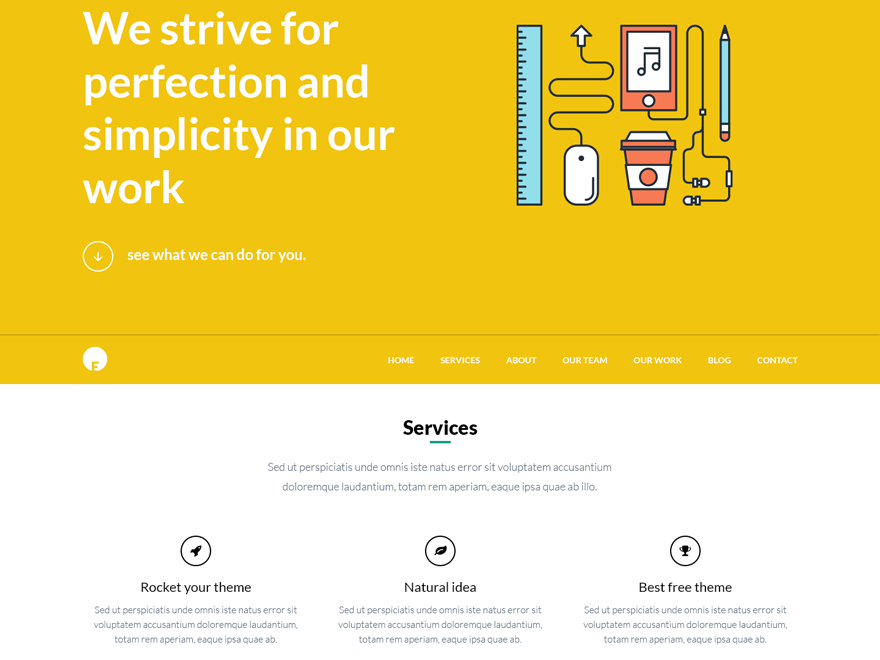 We strive for
perfection and
simplicity in our
work
see what we can do for you.
F
HOME SERVICES ABOUT OUR TEAM OUR WORK BLOG CONTACT
Services
Sed ut perspiciatis unde omnis iste natus error sit voluptatem accusantium
doloremque laudantium, totam rem aperiam, eaque ipsa quae ab illo.
Rocket your theme
Sed ut perspiciatis unde omnis iste natus error sit
voluptatem accusantium doloremque laudantium,
totam rem aperiam, eaque ipsa quae ab.
Natural idea
Sed ut perspiciatis unde omnis iste natus error sit
voluptatem accusantium doloremque laudantium,
totam rem aperiam, eaque ipsa quae ab.
Best free theme
Sed ut perspiciatis unde omnis iste natus error sit
voluptatem accusantium doloremque laudantium,
totam rem aperiam, eaque ipsa quae ab.